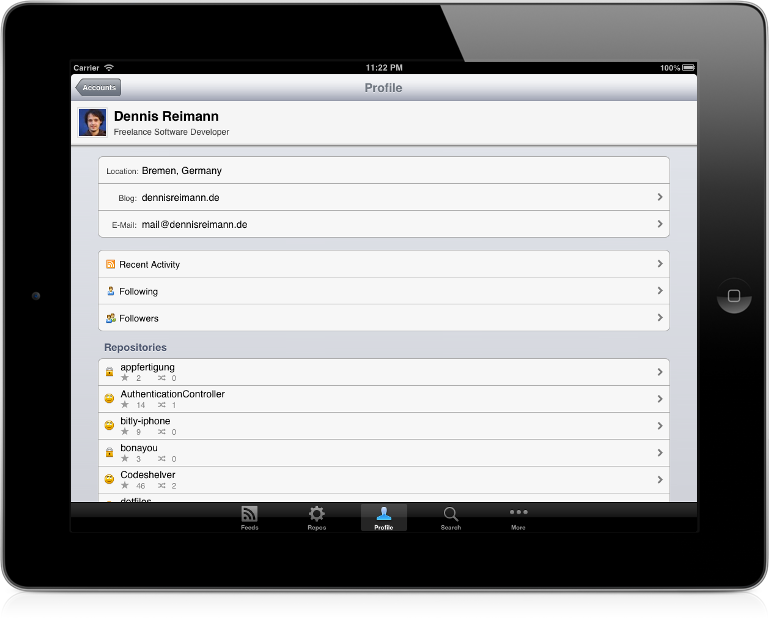 Carrier 11:22 PM 100%
Accounts Profile
Dennis Reimann
Freelance Software Developer
Location: Bremen, Germany
Blog: dennisreimann.de
E-Mail: mail@dennisreimann.de
Recent Activity
Following
Followers
Repositories
appfertigung
2 0
AuthenticationController
14 1
bitly-iphone
9 0
bonayou
3 0
Codeshelver
46 2
dotfiles
Feeds Repos Profile Search More